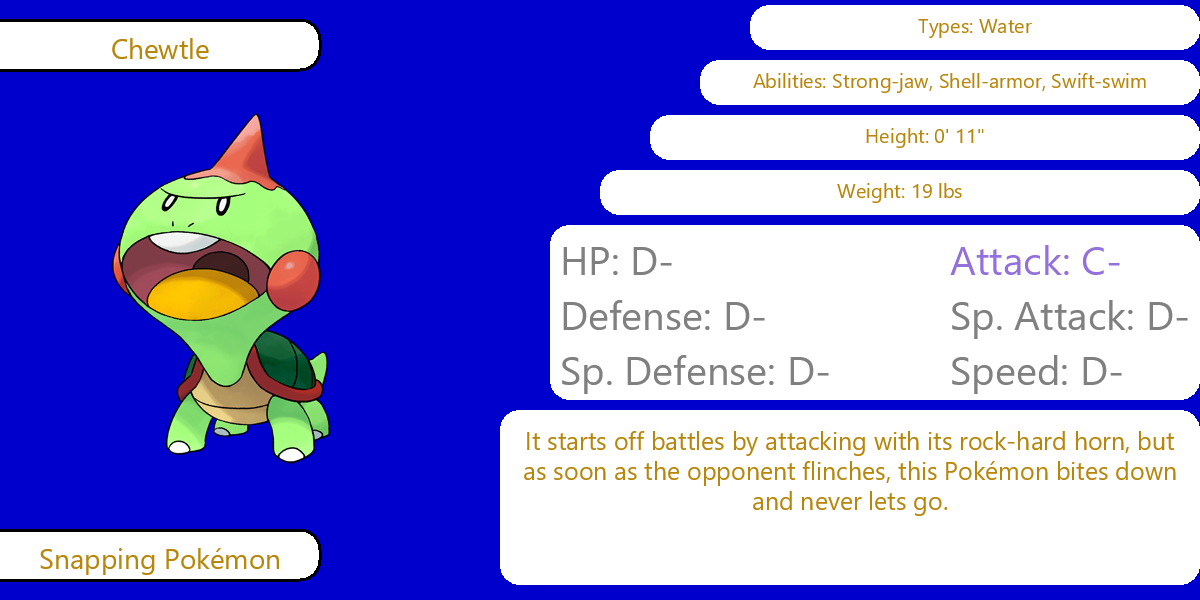 Chewtle
Types: Water
Abilities: Strong-jaw, Shell-armor, Swift-swim
Height: 0' 11"
Weight: 19 lbs
HP: D-
Attack: C-
Defense: D-
Sp. Attack: D-
Sp. Defense: D-
Speed: D-
It starts off battles by attacking with its rock-hard horn, but
as soon as the opponent flinches, this Pokémon bites down
and never lets go.
Snapping Pokémon